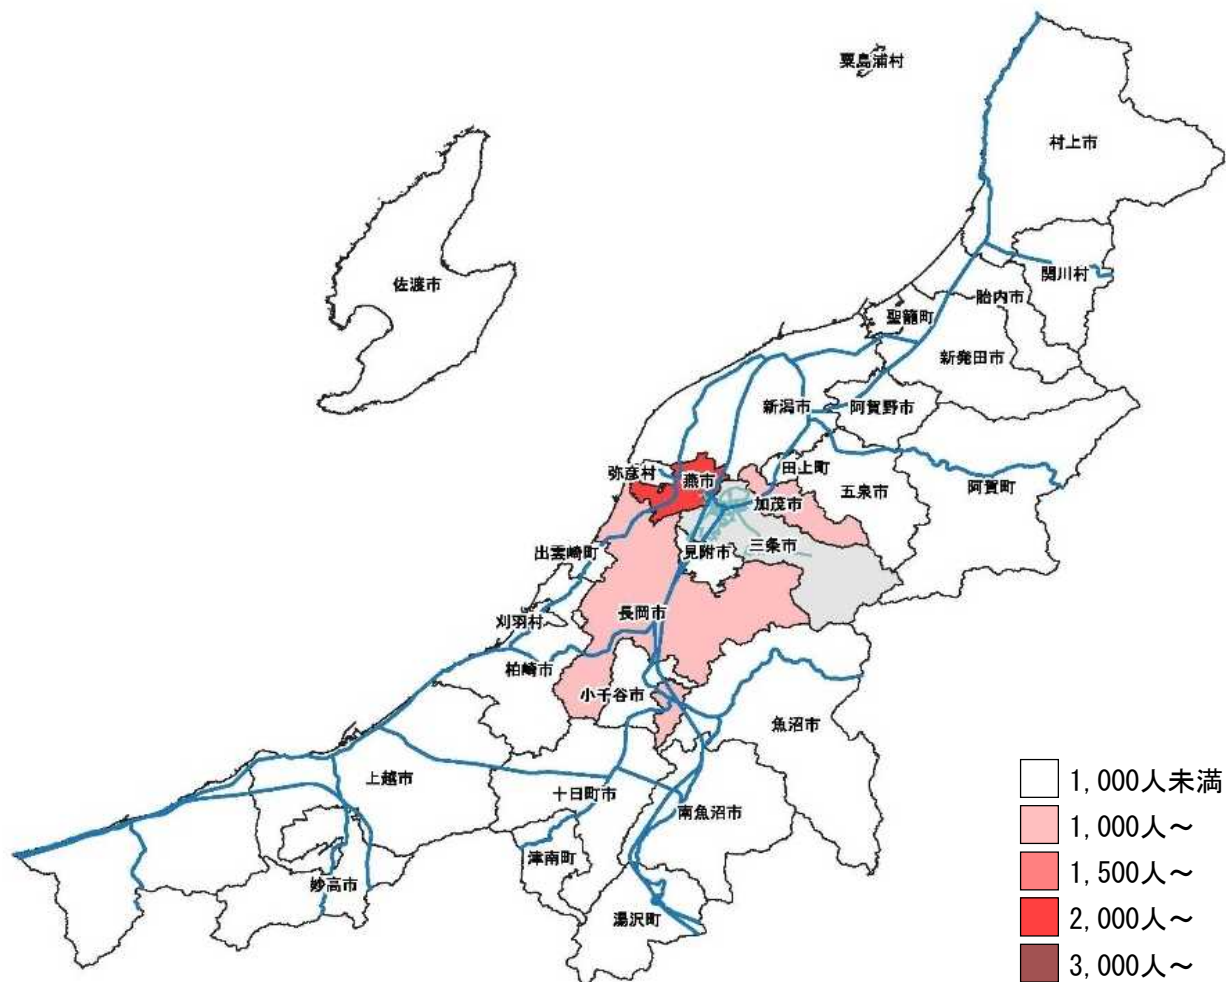 粟島浦村
村上市
関川村
佐渡市
胎内市
聖籠町
新発田市
新潟市
阿賀野市
弥彦村
燕市
田上町
五泉市
阿賀町
加茂市
出雲崎町
見附市
三条市
長岡市
刈羽村
柏崎市
小千谷市
魚沼市
上越市
十日町市
南魚沼市
津南町
妙高市
湯沢町
1,000人未満
1,000人～
1,500人～
2,000人～
3,000人～